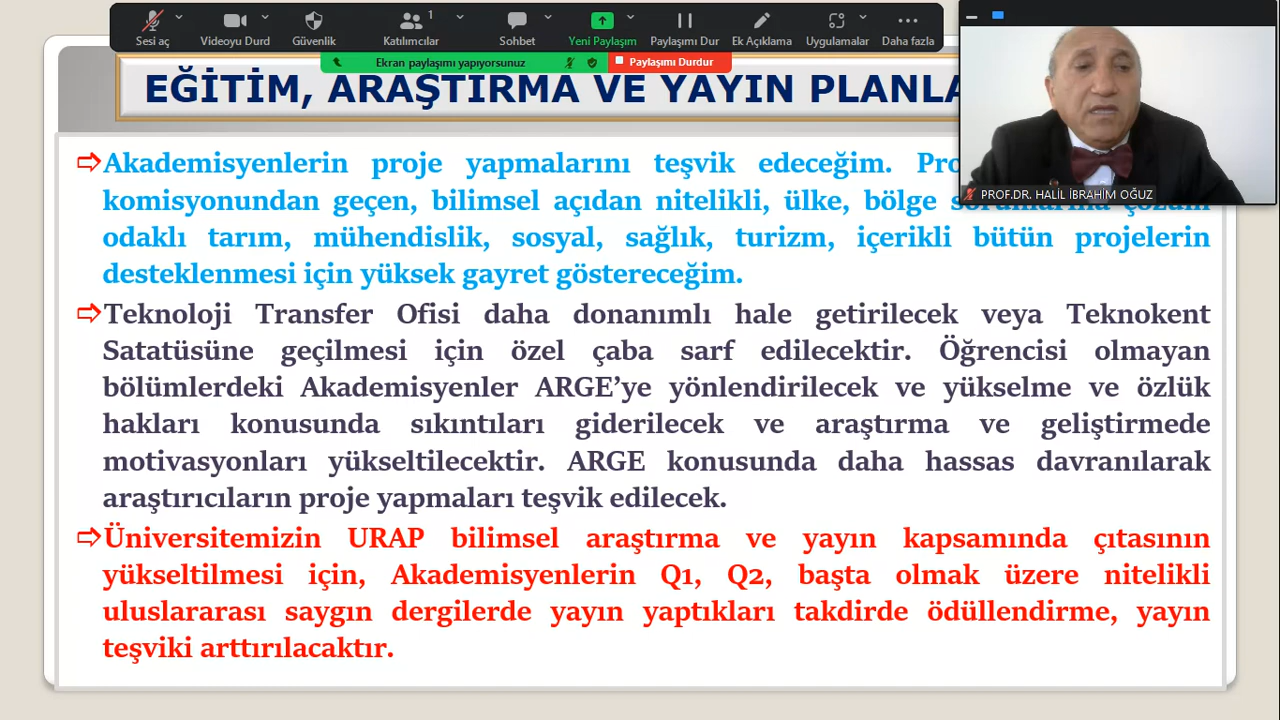 Sesi aç
Videoyu Durd
Güvenlik
1
Katılımcılar
Sohbet
Yeni Paylaşım
Paylaşımı Dur
Ek Açıklama
Uygulamalar
Daha fazla
Ekran paylaşımı yapıyorsunuz
Paylaşımı Durdur
EĞİTİM, ARAŞTIRMA VE YAYIN
PROF.DR. HALİL İBRAHİM OĞUZ
Akademisyenlerin proje yapmalarını teşvik edeceğim.
komisyonundan geçen, bilimsel açıdan nitelikli, ülke, bölge
odaklı tarım, mühendislik, sosyal, sağlık, turizm, içerikli bütün projelerin
desteklenmesi için yüksek gayret göstereceğim.
Teknoloji Transfer Ofisi daha donanımlı hale getirilecek veya Teknokent
Satatüsüne geçilmesi için özel çaba sarf edilecektir. Öğrencisi olmayan
bölümlerdeki Akademisyenler ARGE’ye yönlendirilecek ve yükselme ve özlük
hakları konusunda sıkıntıları giderilecek ve araştırma ve geliştirmede
motivasyonları yükseltilecektir. ARGE konusunda daha hassas davranılarak
araştırıcıların proje yapmaları teşvik edilecek.
Üniversitemizin URAP bilimsel araştırma ve yayın kapsamında çıtasının
yükseltilmesi için, Akademisyenlerin Q1, Q2, başta olmak üzere nitelikli
uluslararası saygın dergilerde yayın yaptıkları takdirde ödüllendirme, yayın
teşviki arttırılacaktır.